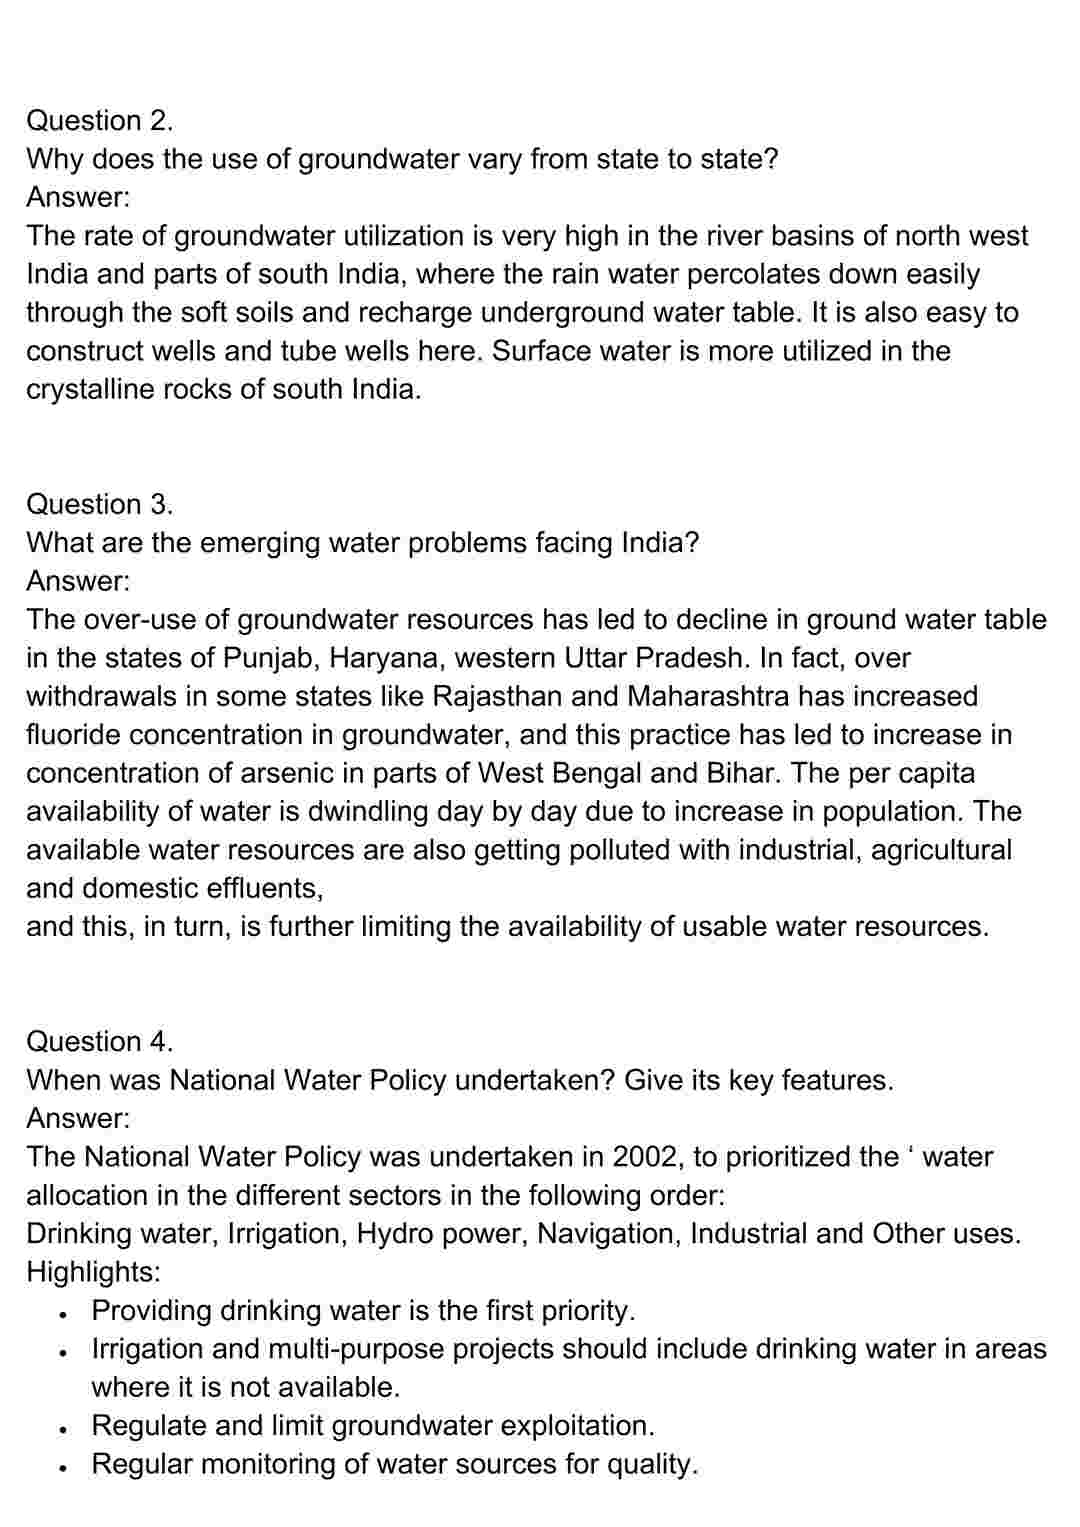 Question 2.
Why does the use of groundwater vary from state to state?
Answer:
The rate of groundwater utilization is very high in the river basins of north west
India and parts of south India, where the rain water percolates down easily
through the soft soils and recharge underground water table. It is also easy to
construct wells and tube wells here. Surface water is more utilized in the
crystalline rocks of south India.
Question 3.
What are the emerging water problems facing India?
Answer:
The over-use of groundwater resources has led to decline in ground water table
in the states of Punjab, Haryana, western Uttar Pradesh. In fact, over
withdrawals in some states like Rajasthan and Maharashtra has increased
fluoride concentration in groundwater, and this practice has led to increase in
concentration of arsenic in parts of West Bengal and Bihar. The per capita
availability of water is dwindling day by day due to increase in population. The
available water resources are also getting polluted with industrial, agricultural
and domestic effluents,
and this, in turn, is further limiting the availability of usable water resources.
Question 4.
When was National Water Policy undertaken? Give its key features.
Answer:
The National Water Policy was undertaken in 2002, to prioritized the ‘ water
allocation in the different sectors in the following order:
Drinking water, Irrigation, Hydro power, Navigation, Industrial and Other uses.
Highlights:
• Providing drinking water is the first priority.
• Irrigation and multi-purpose projects should include drinking water in areas
where it is not available.
• Regulate and limit groundwater exploitation.
• Regular monitoring of water sources for quality.